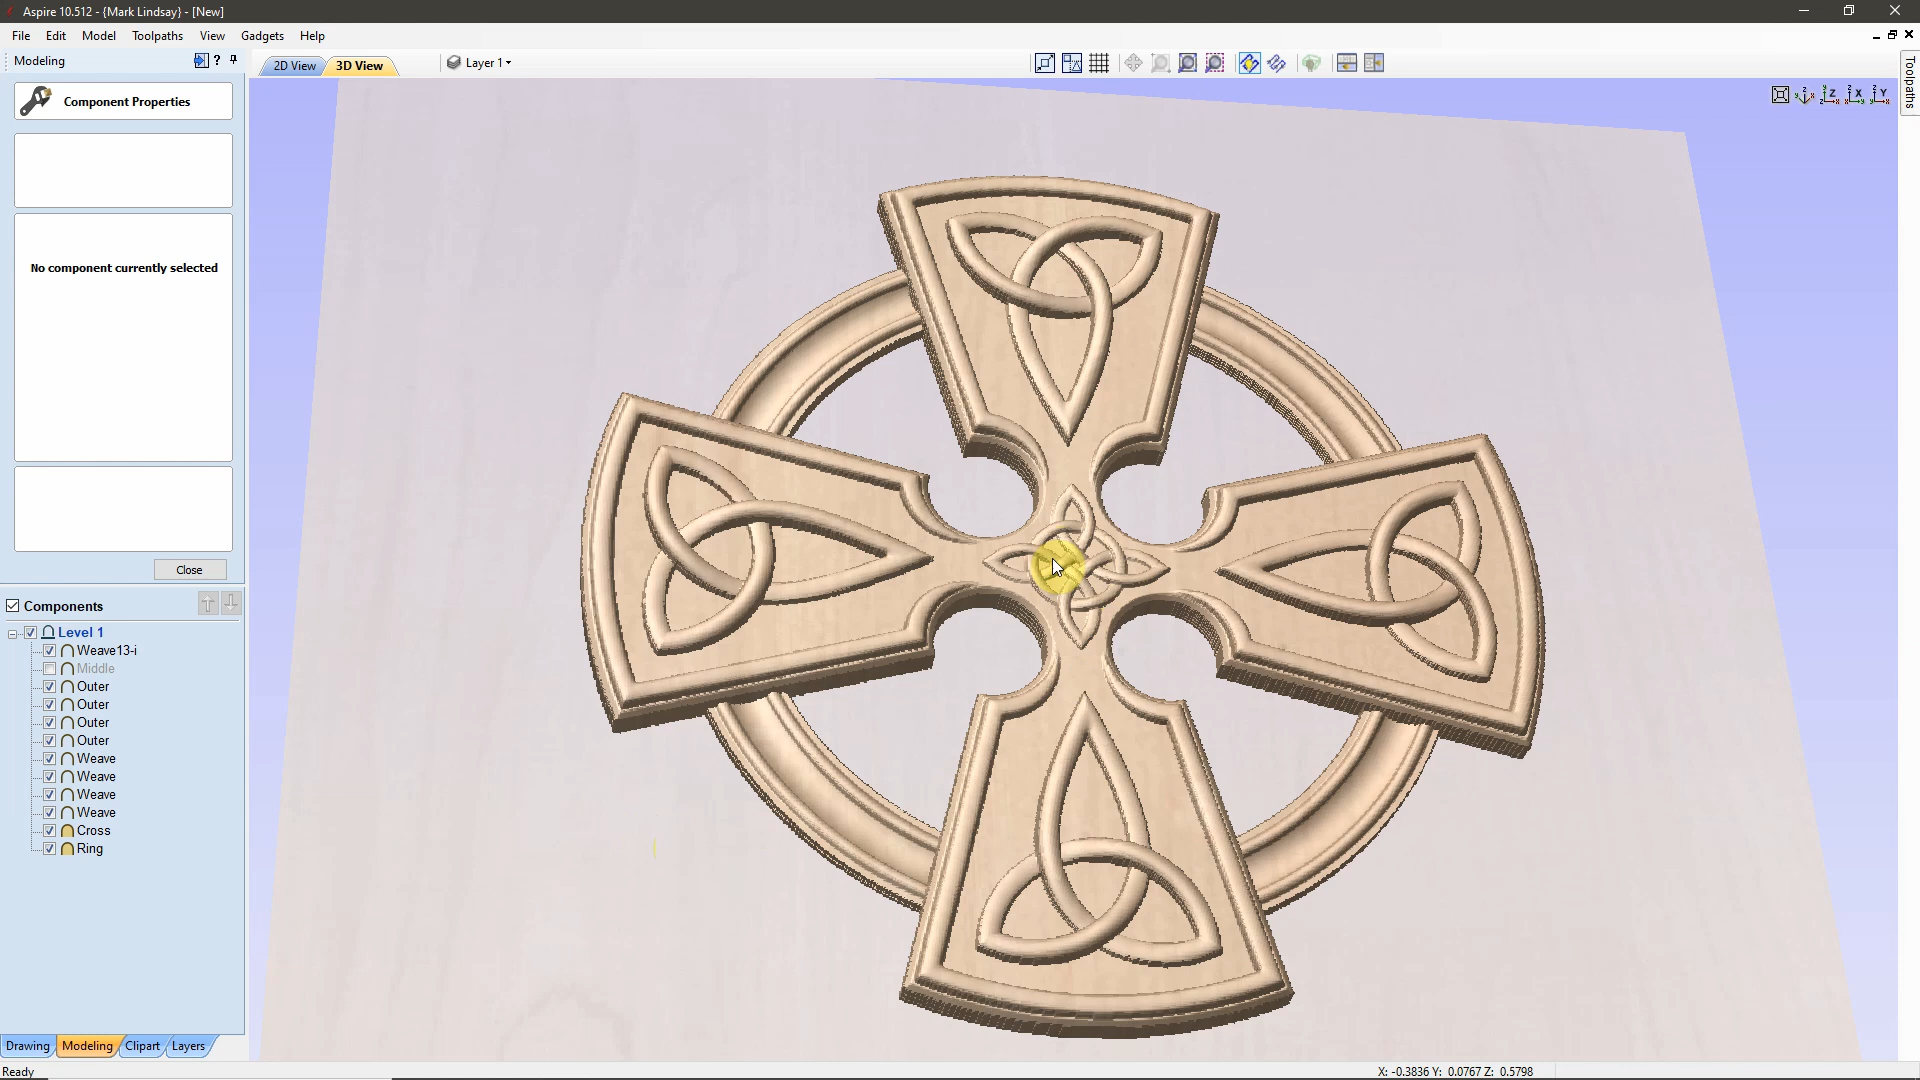 Aspire 10.512 - {Mark Lindsay} - [New]
File Edit Model Toolpaths View Gadgets Help
Modeling ?
2D View 3D View Layer 1
Toolpaths
Component Properties
Z X Y
No component currently selected
Close
Components
Level 1
Weave13-i
Middle
Outer
Outer
Outer
Outer
Weave
Weave
Weave
Weave
Cross
Ring
Drawing Modeling Clipart Layers
Ready
X: -0.3836 Y: 0.0767 Z: 0.5798